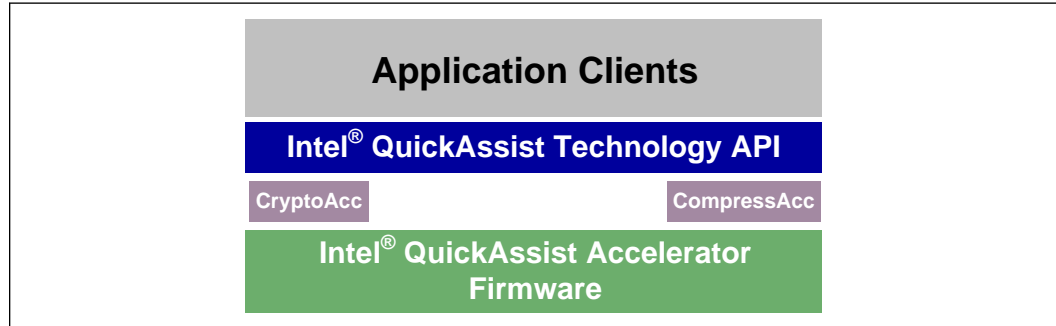 Application Clients
Intel® QuickAssist Technology API
CryptoAcc
CompressAcc
Intel® QuickAssist Accelerator
Firmware